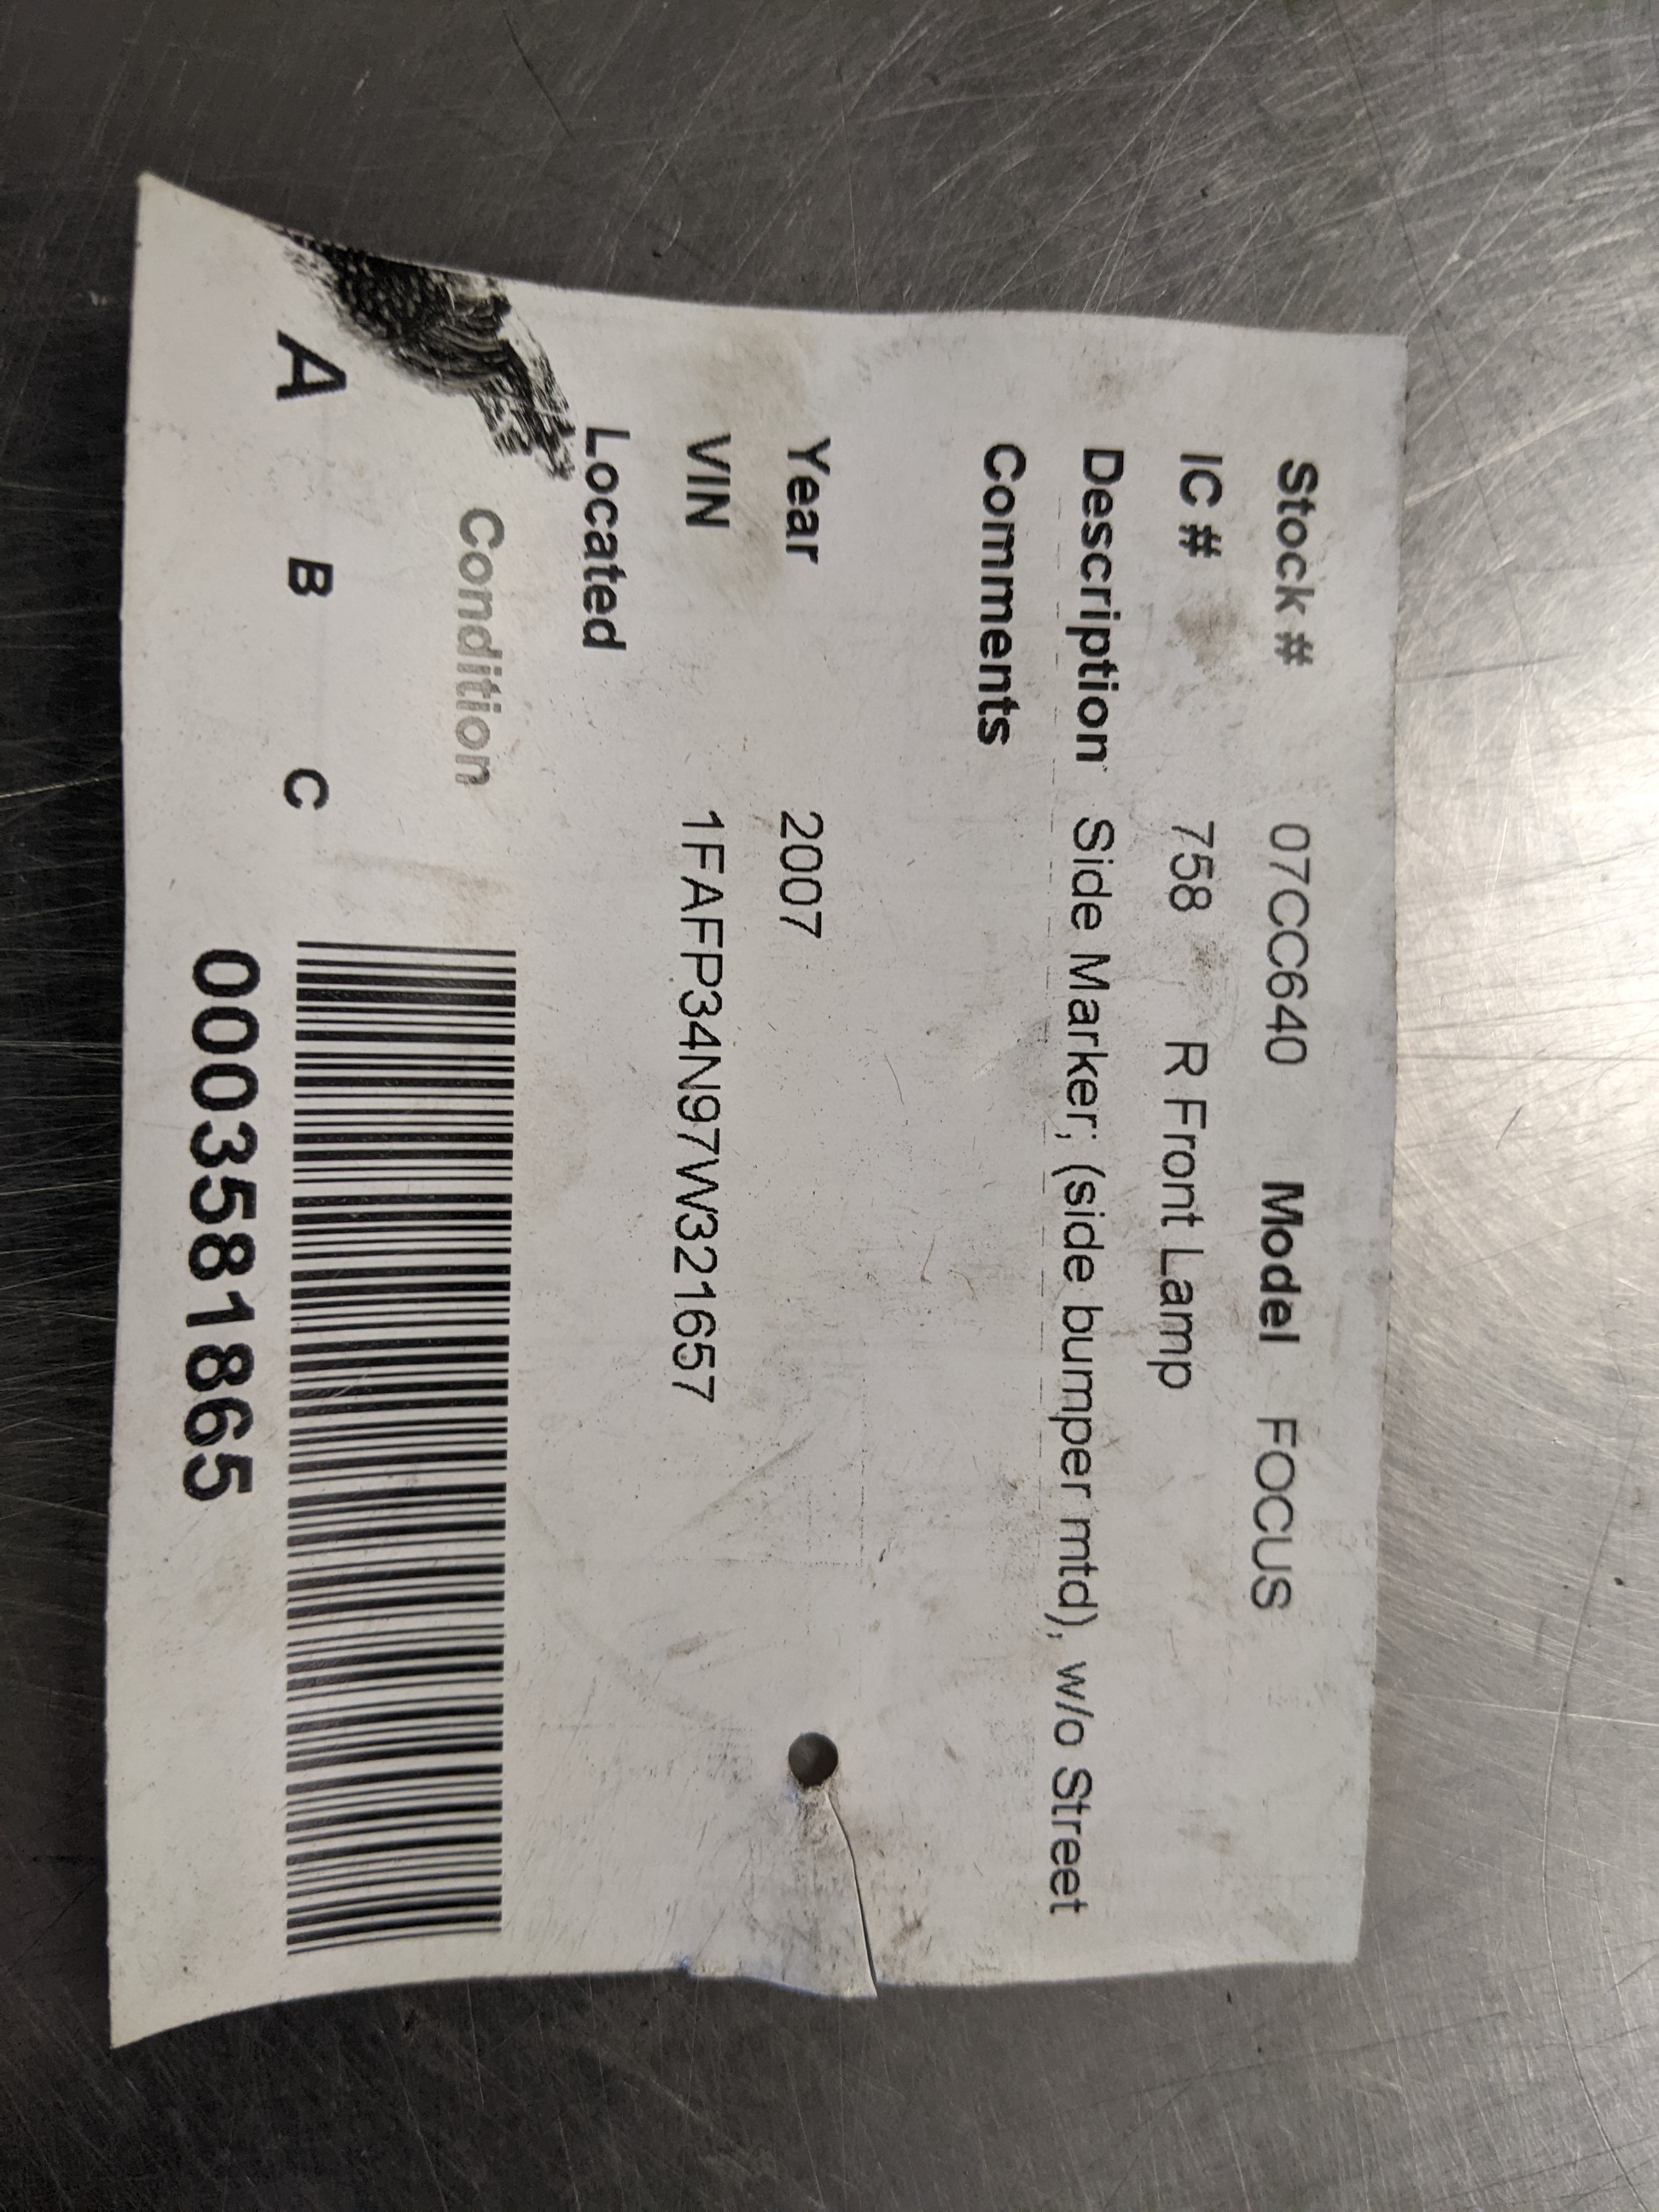 Stock # 07CC640 Model FOCUS
IC # 758 R Front Lamp
Description Side Marker; (side bumper mtd), w/o Street
Comments
Year 2007
VIN 1FAFP34N97W321657
Located
Condition
A B C
0003581865